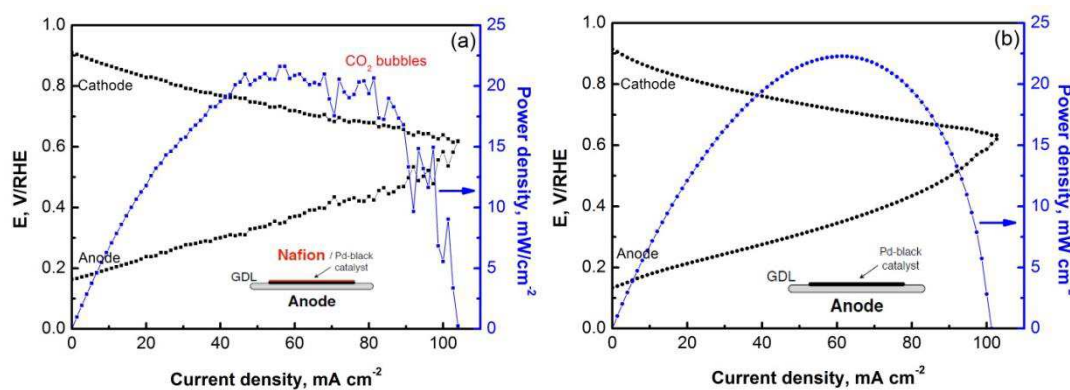 (a)
1.0
0.8
0.6
0.4
0.2
0.0
E, V/RHE
25
20
15
10
5
0
Power density, mW/cm⁻²
CO₂ bubbles
Cathode
Anode
Nafion / Pd-black
catalyst
GDL
Anode
0 20 40 60 80 100
Current density, mA cm⁻²
(b)
1.0
0.8
0.6
0.4
0.2
0.0
E, V/RHE
25
20
15
10
5
0
Power density, mW cm⁻²
Cathode
Anode
Pd-black
catalyst
GDL
Anode
0 20 40 60 80 100
Current density, mA cm⁻²